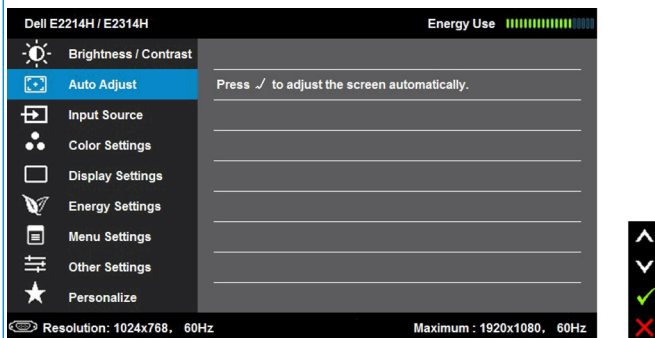 Dell E2214H / E2314H Energy Use
Brightness / Contrast
Auto Adjust Press ✓ to adjust the screen automatically.
Input Source
Color Settings
Display Settings
Energy Settings
Menu Settings
Other Settings
Personalize
Resolution: 1024x768, 60Hz Maximum : 1920x1080, 60Hz